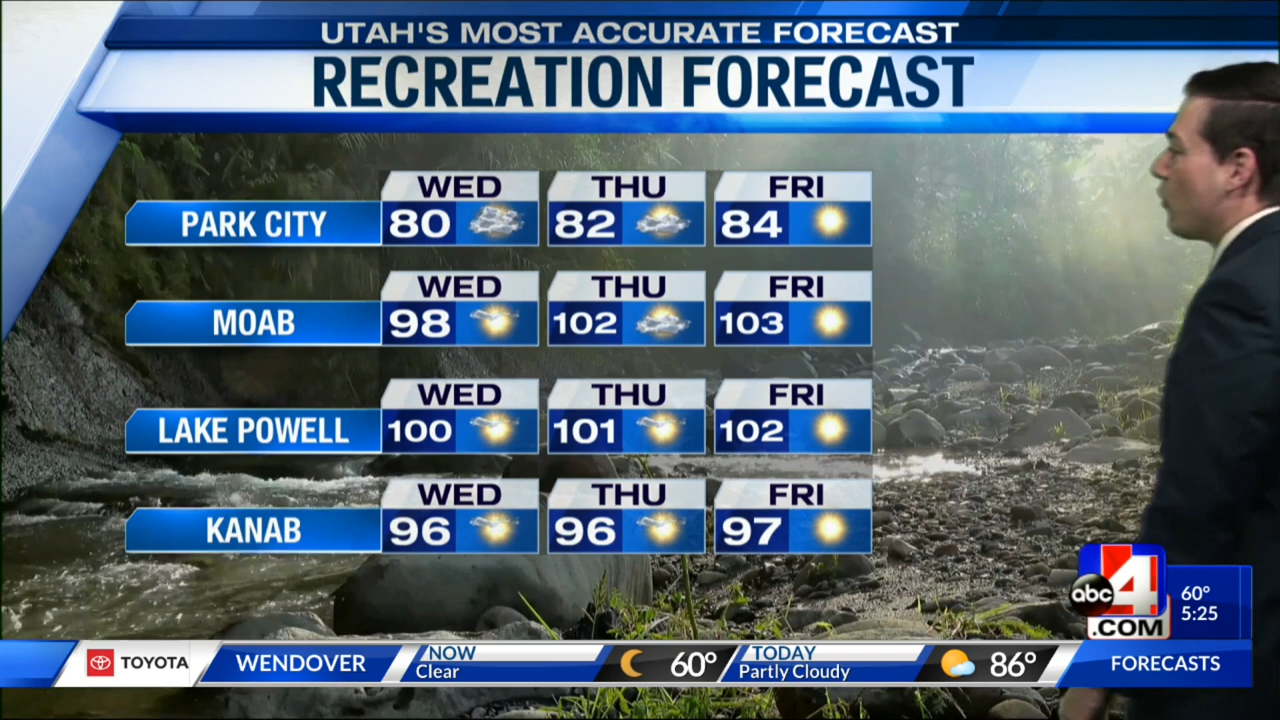 UTAH'S MOST ACCURATE FORECAST
RECREATION FORECAST
WED THU FRI
PARK CITY 80 82 84
WED THU FRI
MOAB 98 102 103
WED THU FRI
LAKE POWELL 100 101 102
WED THU FRI
KANAB 96 96 97
abc 4 .COM
60°
5:25
TOYOTA
WENDOVER
NOW
Clear
60°
TODAY
Partly Cloudy
86°
FORECASTS